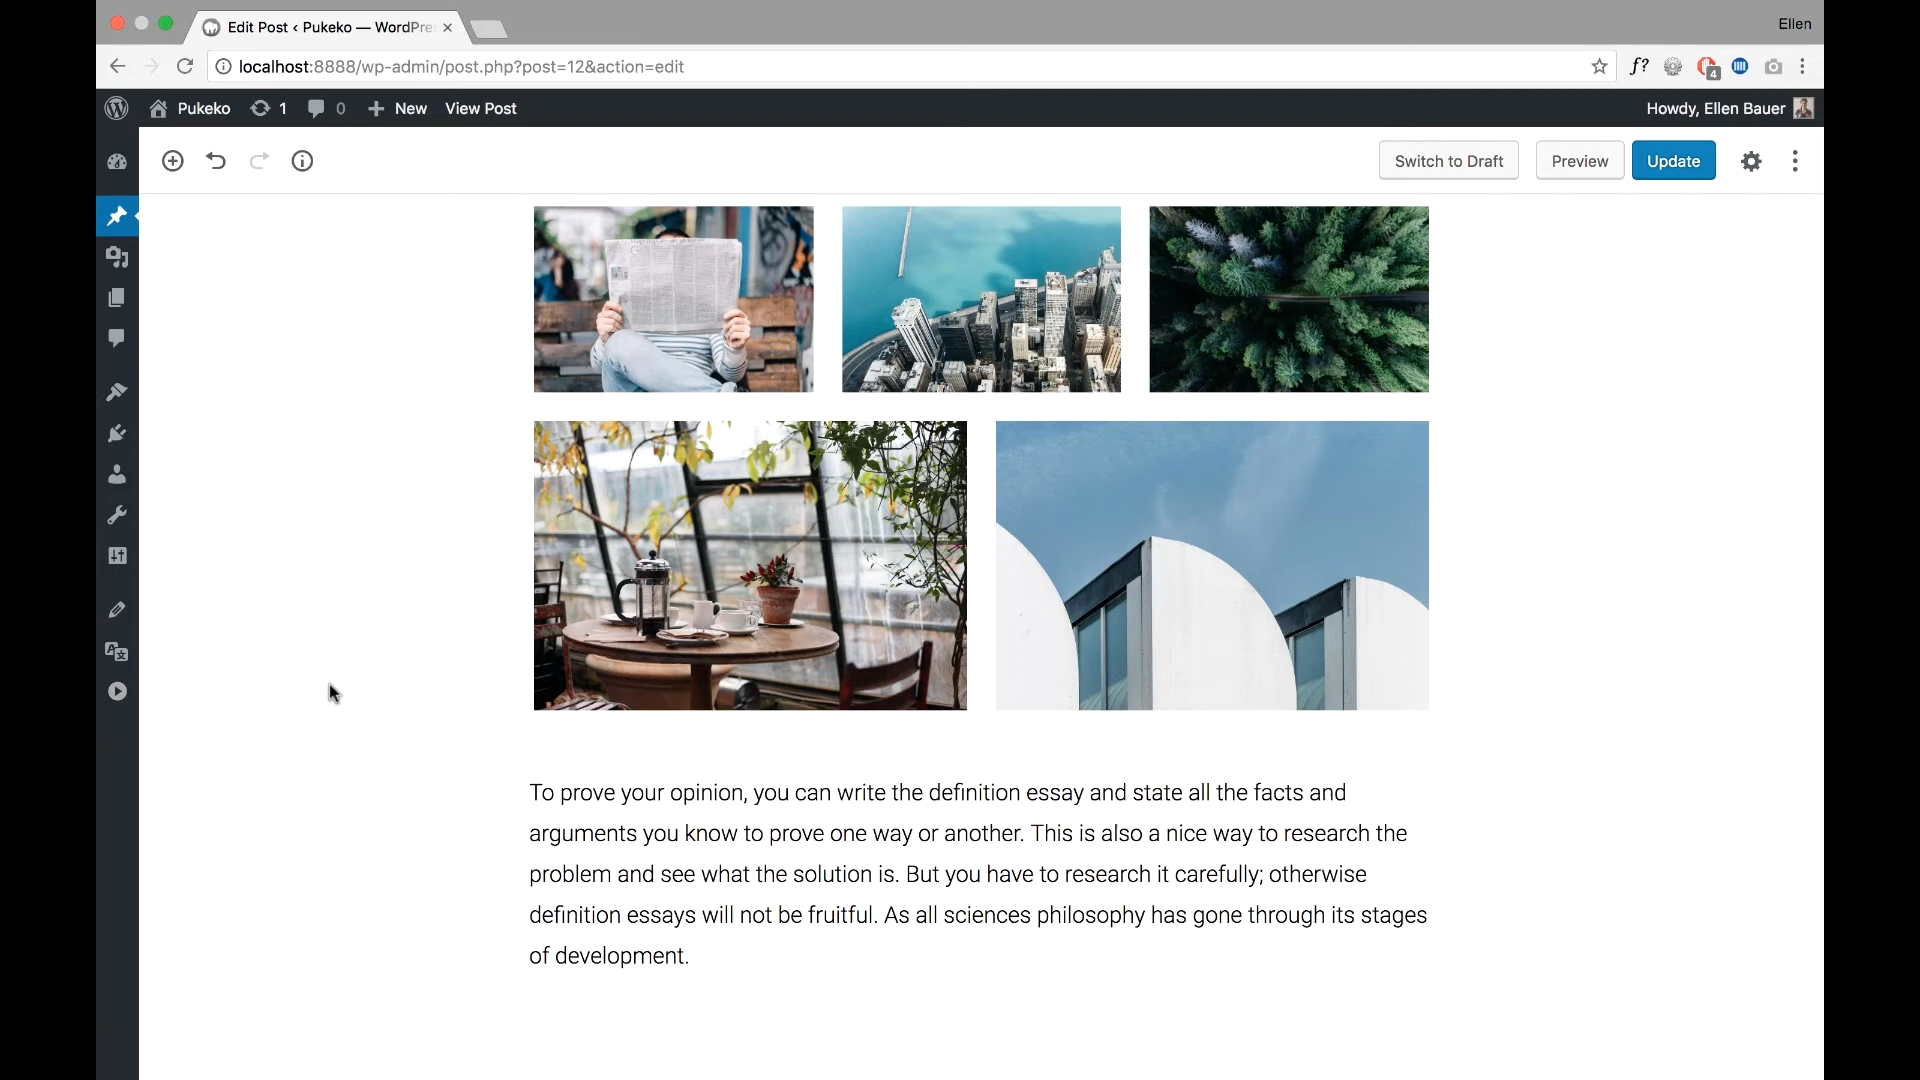 Edit Post ‹ Pukeko — WordPre
Ellen
localhost:8888/wp-admin/post.php?post=12&action=edit
f?
4
Pukeko 1 0 New View Post
Howdy, Ellen Bauer
Switch to Draft
Preview
Update
To prove your opinion, you can write the definition essay and state all the facts and
arguments you know to prove one way or another. This is also a nice way to research the
problem and see what the solution is. But you have to research it carefully; otherwise
definition essays will not be fruitful. As all sciences philosophy has gone through its stages
of development.